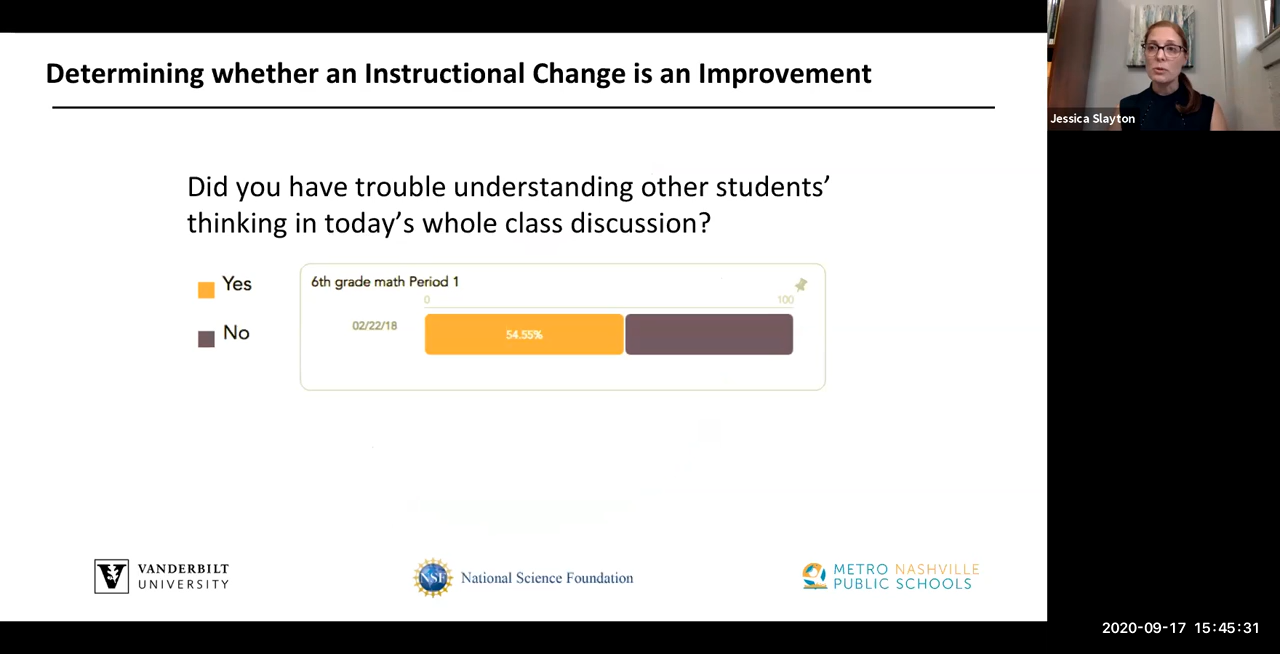 Determining whether an Instructional Change is an Improvement
Jessica Slayton
Did you have trouble understanding other students’
thinking in today’s whole class discussion?
Yes
No
6th grade math Period 1
0 100
02/22/18
54.55%
V VANDERBILT
UNIVERSITY
NSF National Science Foundation
METRO NASHVILLE
PUBLIC SCHOOLS
2020-09-17 15:45:31